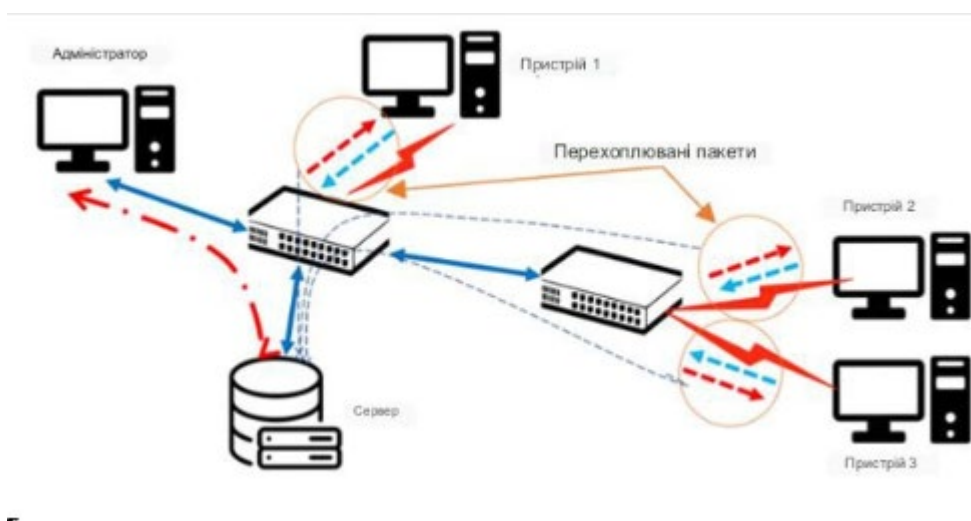 Адміністратор
Пристрій 1
Перехоплювані пакети
Пристрій 2
Сервер
Пристрій 3